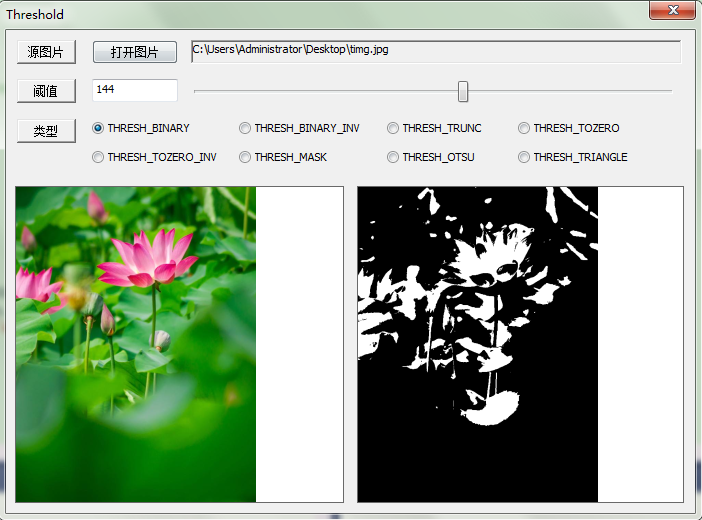 Threshold
源图片 打开图片 C:\Users\Administrator\Desktop\timg.jpg
阈值 144
类型 THRESH_BINARY THRESH_BINARY_INV THRESH_TRUNC THRESH_TOZERO
THRESH_TOZERO_INV THRESH_MASK THRESH_OTSU THRESH_TRIANGLE